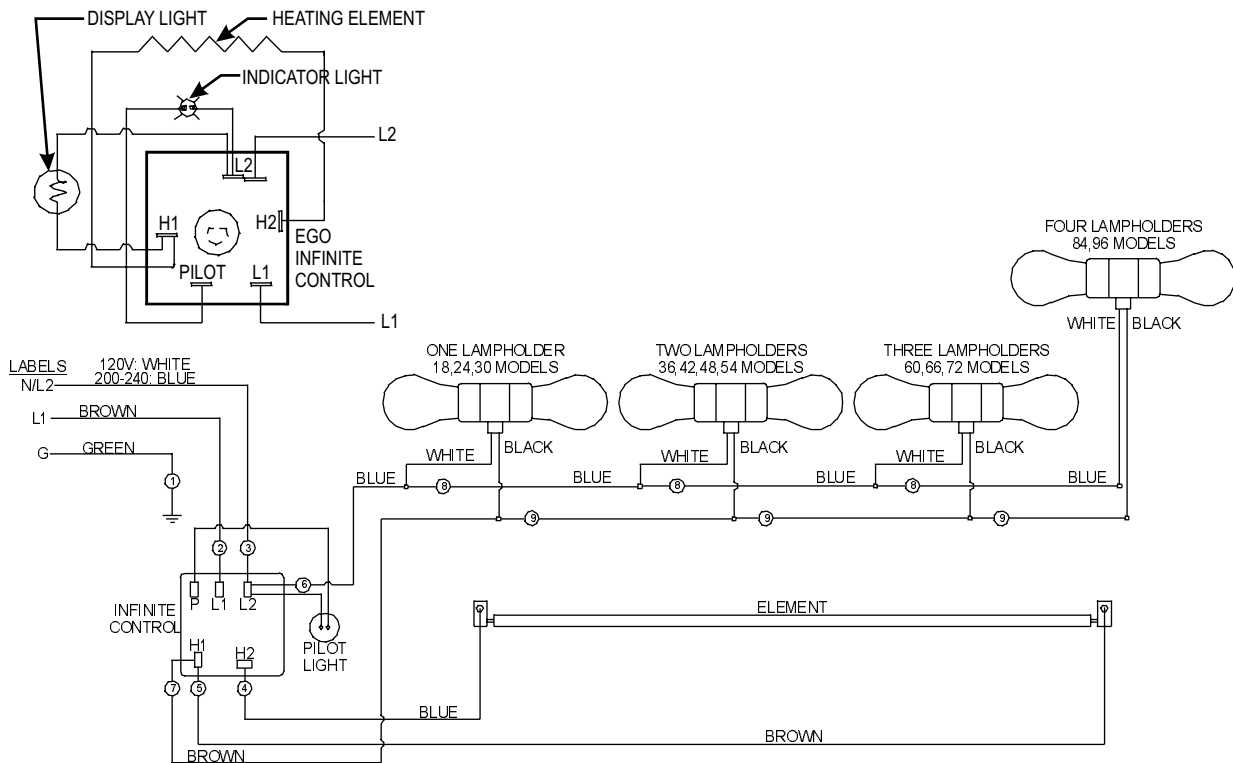 DISPLAY LIGHT
HEATING ELEMENT
INDICATOR LIGHT
L2
L2
H1
H2
EGO
INFINITE
CONTROL
PILOT
L1
L1
FOUR LAMPHOLDERS
84,96 MODELS
WHITE
BLACK
LABELS
120V: WHITE
N/L2
200-240: BLUE
L1
BROWN
G
GREEN
1
ONE LAMPHOLDER
18,24,30 MODELS
TWO LAMPHOLDERS
36,42,48,54 MODELS
THREE LAMPHOLDERS
60,66,72 MODELS
WHITE
BLACK
WHITE
BLACK
WHITE
BLACK
BLUE
8
BLUE
8
BLUE
8
BLUE
9
9
9
2
3
6
P
L1
L2
INFINITE
CONTROL
H1
H2
PILOT
LIGHT
7
5
4
ELEMENT
BLUE
BROWN
BROWN